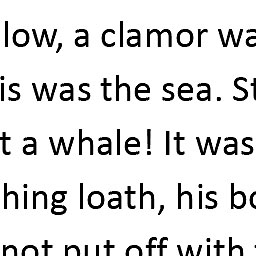 low, a clamor wa
is was the sea. St
t a whale! It was
hing loath, his bo
not put off with